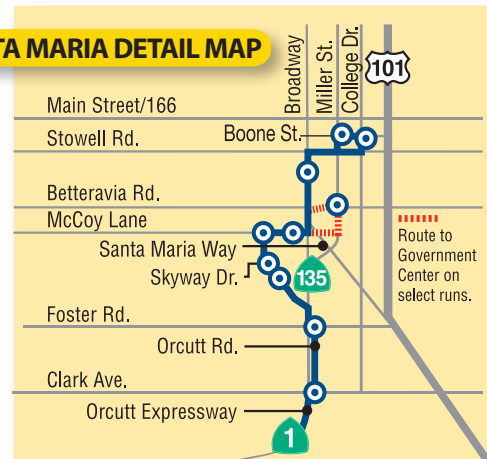 TA MARIA DETAIL MAP
Broadway
Miller St.
College Dr.
101
Main Street/166
Stowell Rd.
Boone St.
Betteravia Rd.
McCoy Lane
Santa Maria Way
Skyway Dr.
135
Route to
Government
Center on
select runs.
Foster Rd.
Orcutt Rd.
Clark Ave.
Orcutt Expressway
1